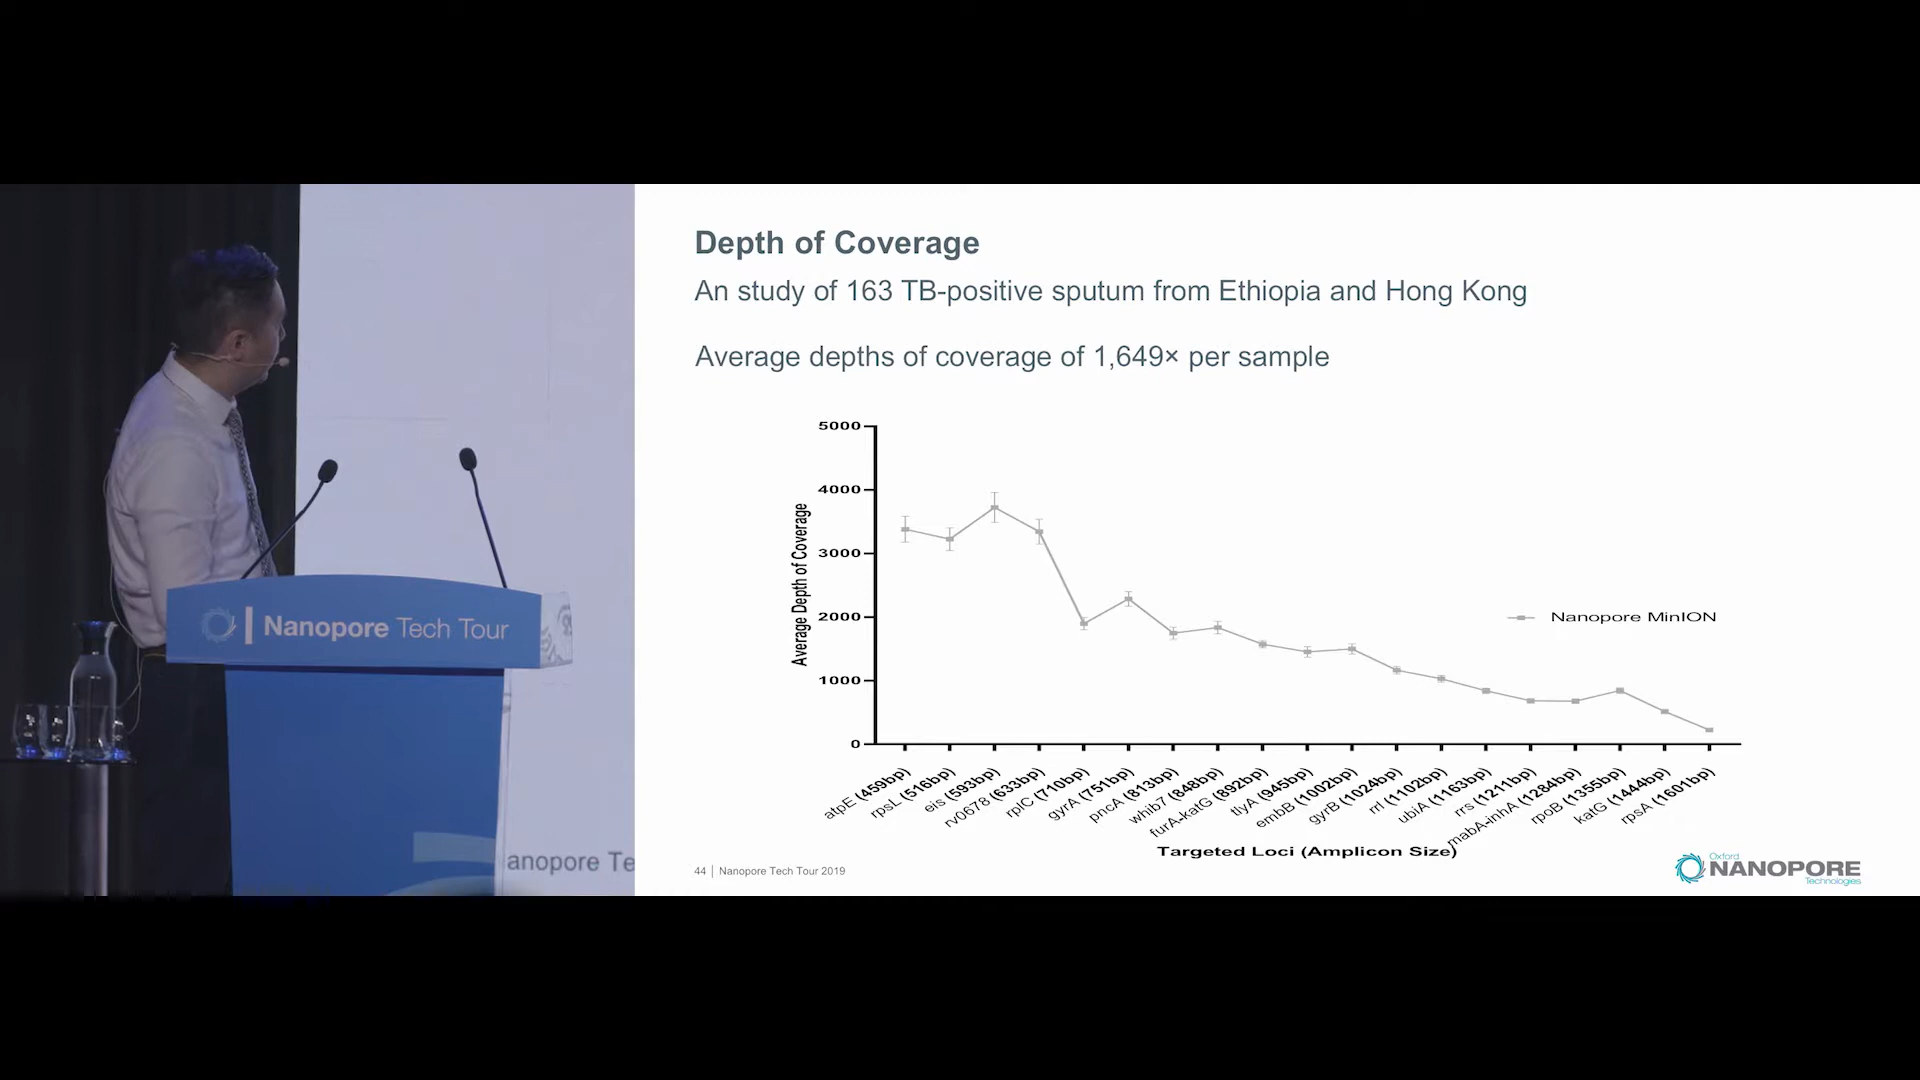 Depth of Coverage
An study of 163 TB-positive sputum from Ethiopia and Hong Kong
Average depths of coverage of 1,649× per sample
5000
4000
3000
2000
1000
0
Average Depth of Coverage
Nanopore MinION
atpE (459bp)
rpsL (516bp)
eis (593bp)
rv0678 (633bp)
rplC (710bp)
gyrA (751bp)
pncA (813bp)
whib7 (848bp)
furA-katG (892bp)
tlyA (945bp)
embB (1002bp)
gyrB (1024bp)
rrl (1102bp)
ubiA (1163bp)
rrs (1211bp)
mabA-inhA (1284bp)
rpoB (1355bp)
katG (1444bp)
rpsA (1601bp)
Targeted Loci (Amplicon Size)
44 | Nanopore Tech Tour 2019
Oxford
NANOPORE
Technologies
Nanopore Tech Tour
anopore Te